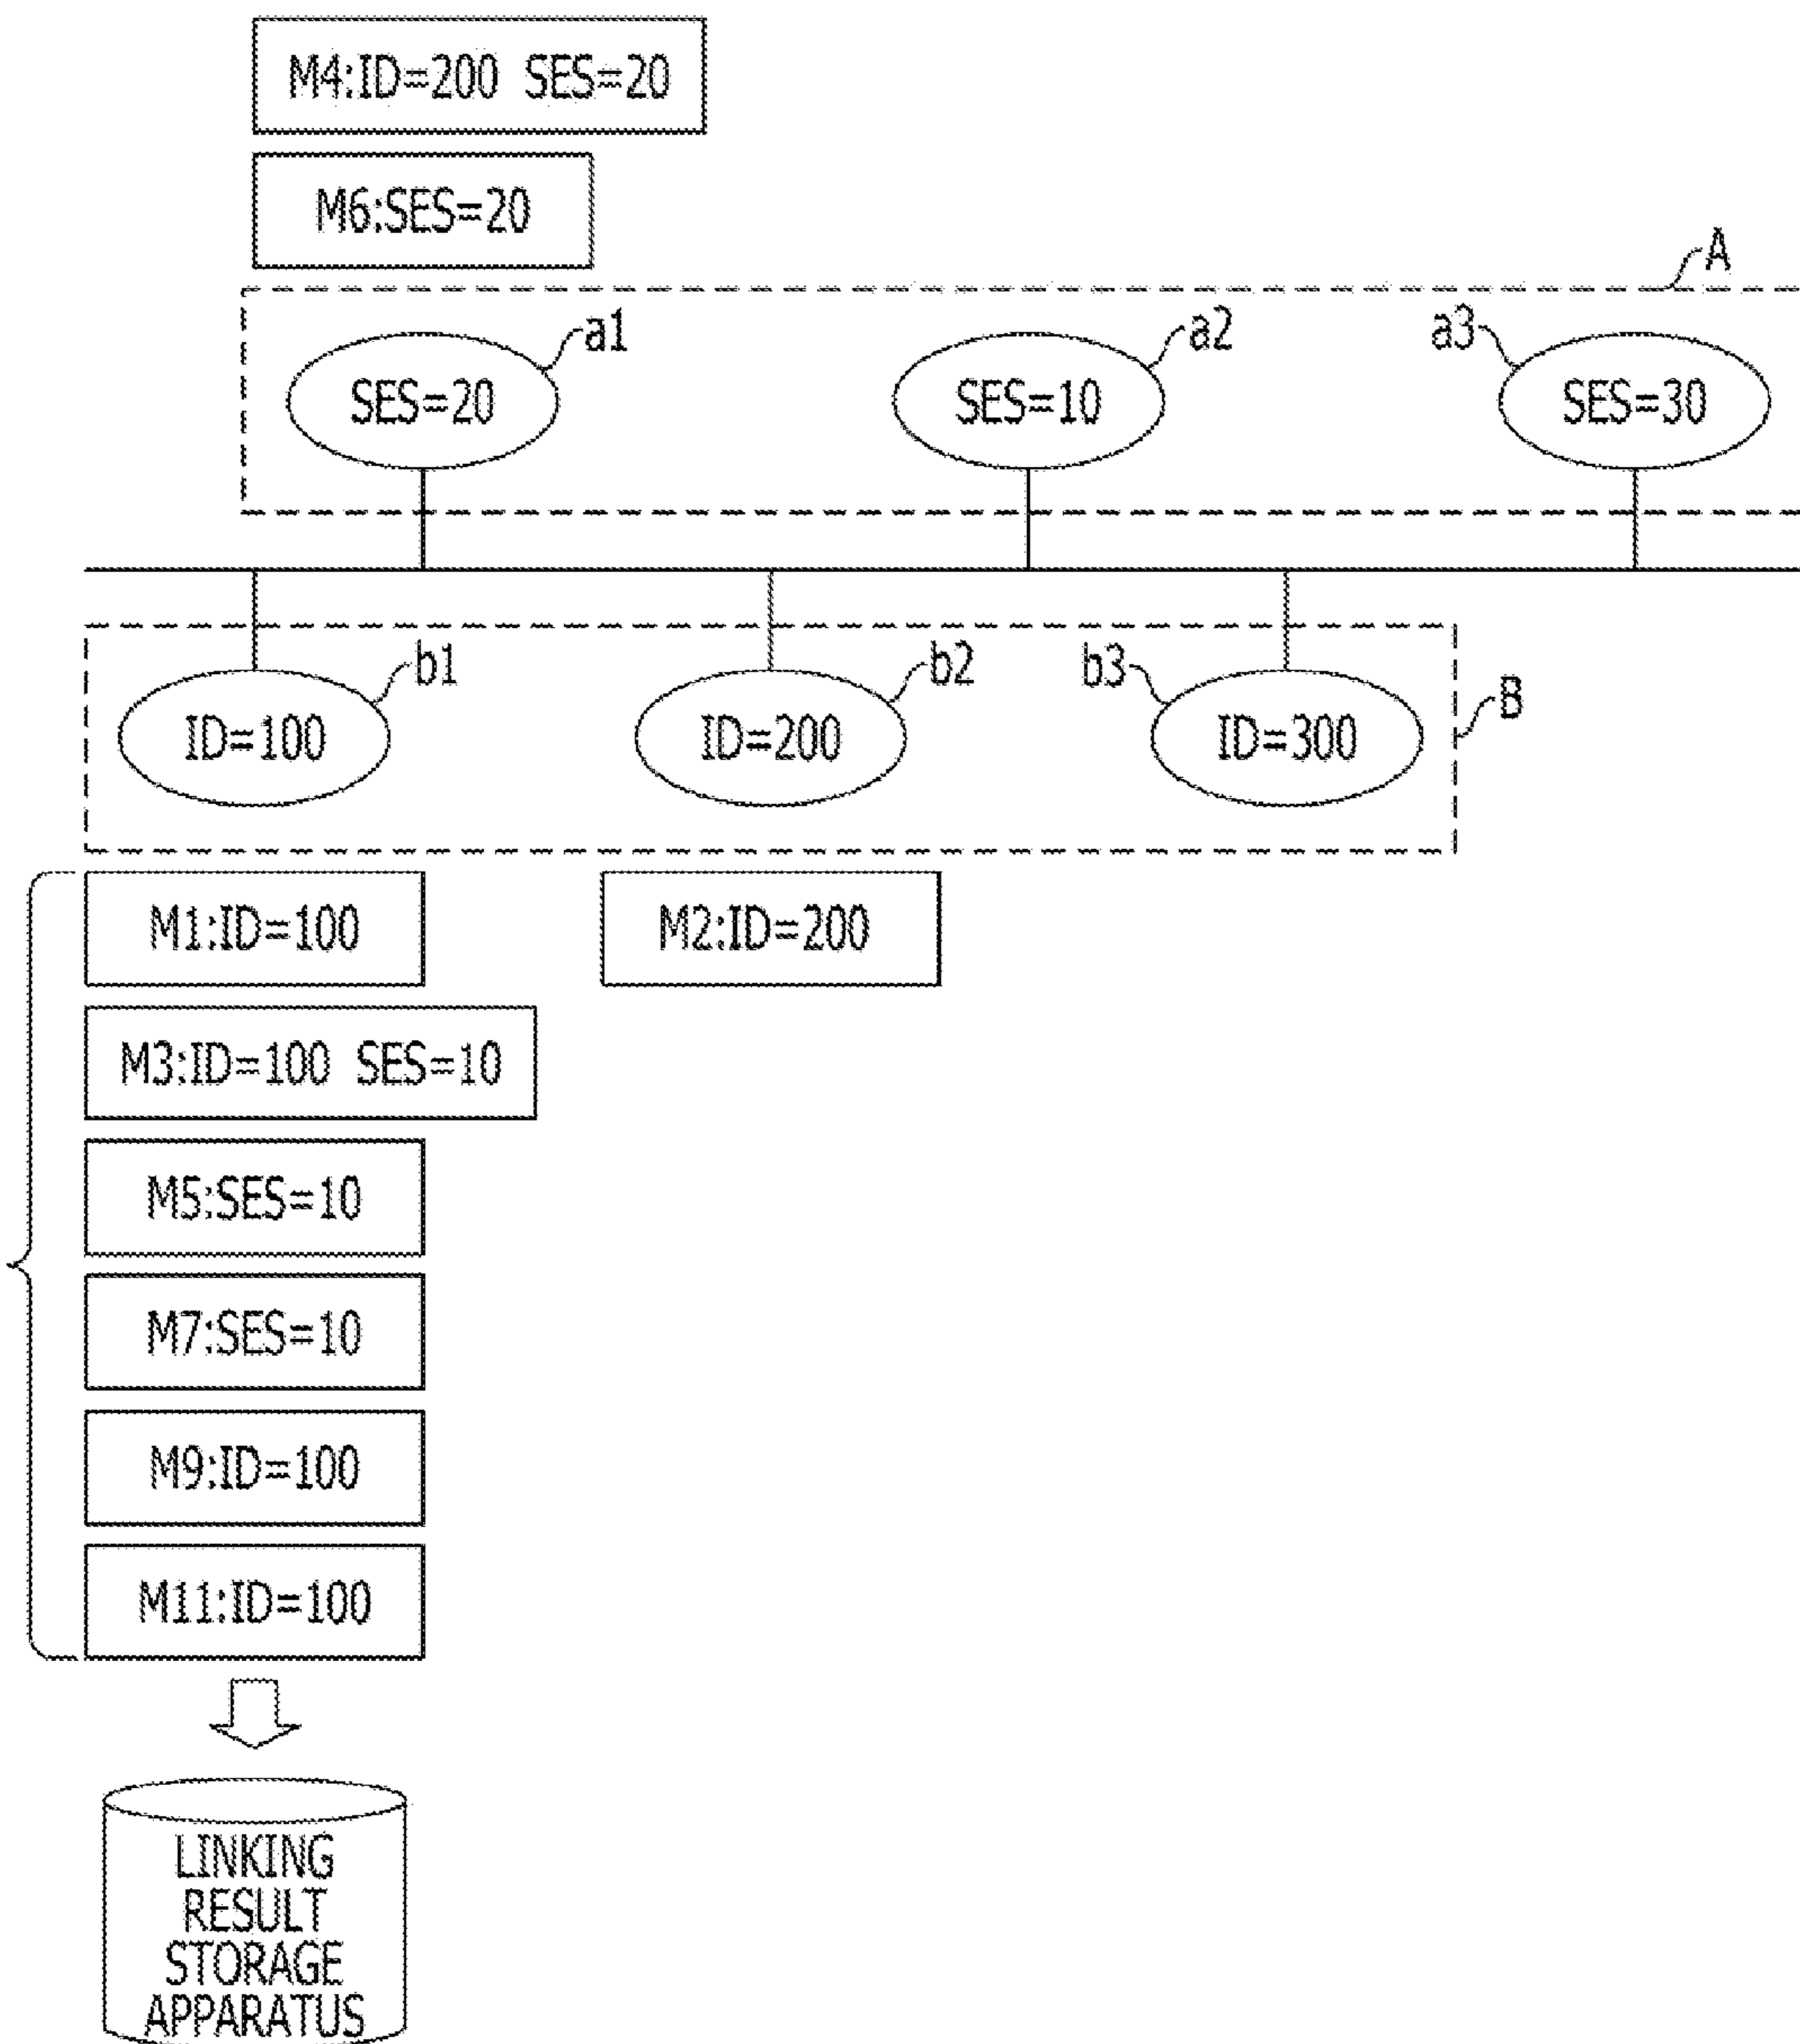 M4:ID=200 SES=20
M6:SES=20
A
a1
a2
a3
SES=20
SES=10
SES=30
b1
b2
b3
B
ID=100
ID=200
ID=300
M1:ID=100
M2:ID=200
M3:ID=100 SES=10
M5:SES=10
M7:SES=10
M9:ID=100
M11:ID=100
LINKING
RESULT
STORAGE
APPARATUS